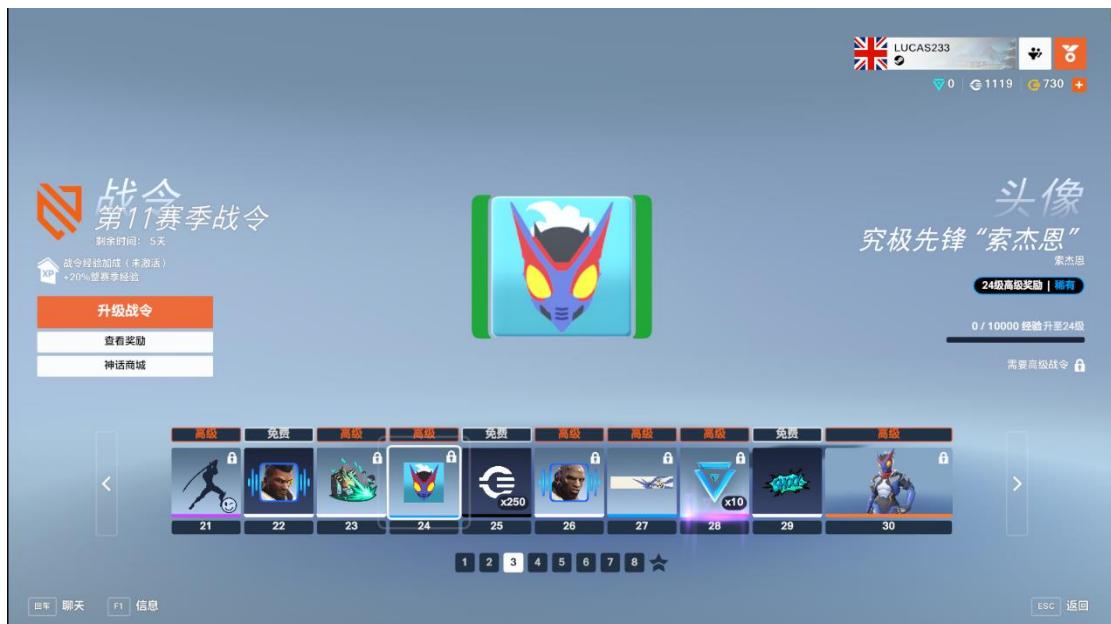 LUCAS233
0 1119 730
战令
第11赛季战令
剩余时间： 5天
战令经验加成（未激活）
XP +20%整赛季经验
升级战令
查看奖励
神话商城
头像
究极先锋“索杰恩”
索杰恩
24级高级奖励 | 稀有
0 / 10000 经验升至24级
需要高级战令
高级 免费 高级 高级 免费 高级 高级 高级 免费 高级
x250 x10
21 22 23 24 25 26 27 28 29 30
1 2 3 4 5 6 7 8
回车 聊天 F1 信息 ESC 返回